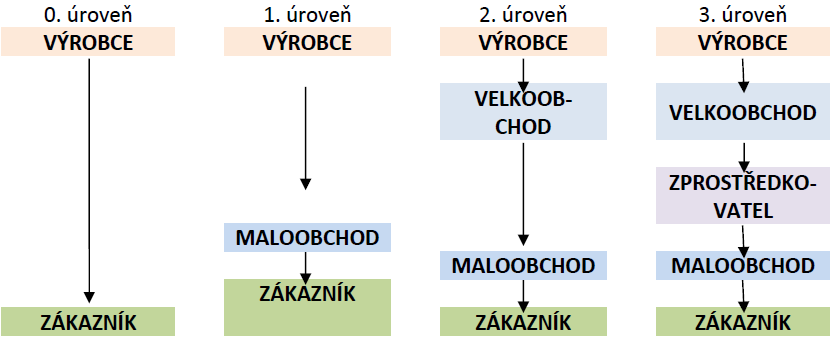 0. úroveň
VÝROBCE
ZÁKAZNÍK
1. úroveň
VÝROBCE
MALOOBCHOD
ZÁKAZNÍK
2. úroveň
VÝROBCE
VELKOOB-
CHOD
MALOOBCHOD
ZÁKAZNÍK
3. úroveň
VÝROBCE
VELKOOBCHOD
ZPROSTŘEDKO-
VATEL
MALOOBCHOD
ZÁKAZNÍK